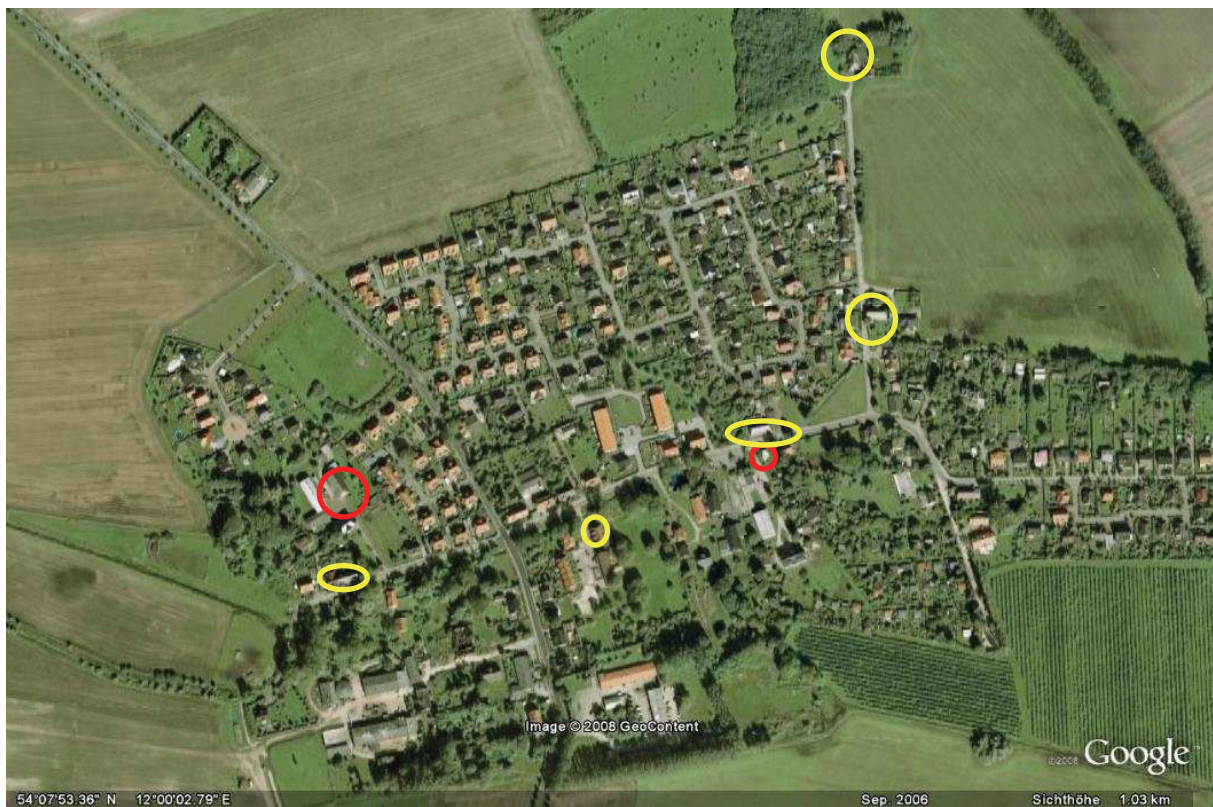 Image © 2008 GeoContent
©2008 Google
54°07'53.36" N 12°00'02.79" E Sep. 2006 Sichthöhe 1.03 km